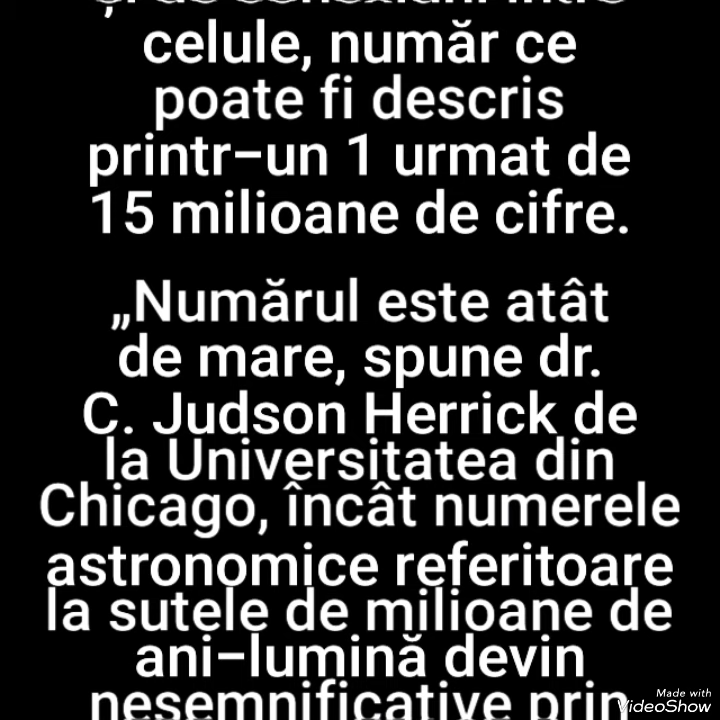 și de conexiuni între
celule, număr ce
poate fi descris
printr-un 1 urmat de
15 milioane de cifre.
„Numărul este atât
de mare, spune dr.
C. Judson Herrick de
la Universitatea din
Chicago, încât numerele
astronomice referitoare
la sutele de milioane de
ani-lumină devin
nesemnificative prin
Made with
VideoShow